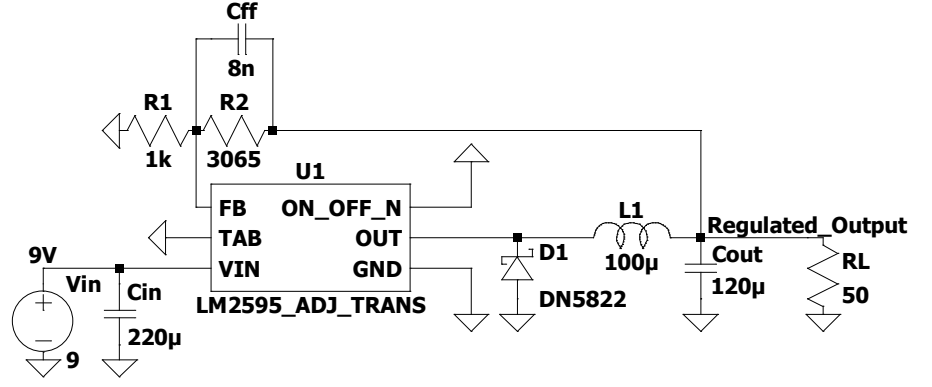 Cff
8n
R1
R2
1k
3065
U1
FB
ON_OFF_N
TAB
OUT
VIN
GND
LM2595_ADJ_TRANS
9V
Vin
Cin
220µ
9
D1
DN5822
L1
100µ
Regulated_Output
Cout
120µ
RL
50